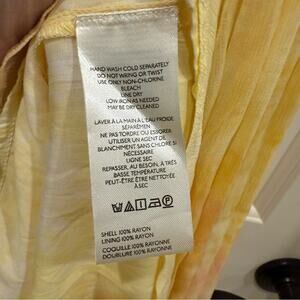 HAND WASH COLD SEPARATELY
DO NOT WRING OR TWIST
USE ONLY NON-CHLORINE
BLEACH
LINE DRY
LOW IRON AS NEEDED
MAY BE DRY CLEANED
LAVER À LA MAIN À L'EAU FROIDE
SÉPARÉMEN
NE PAS TORDRE OU ESSORER
UTILISER UN AGENT DE
BLANCHIMENT SANS CHLORE SI
NÉCESSAIRE
LIGNE SEC
REPASSER, AU BESOIN, À TRÈS
BASSE TEMPÉRATURE
PEUT-ÊTRE ÊTRE NETTOYÉE
À SEC
SHELL 100% RAYON
LINING 100% RAYON
COQUILLE 100% RAYONNE
DOUBLURE 100% RAYONNE